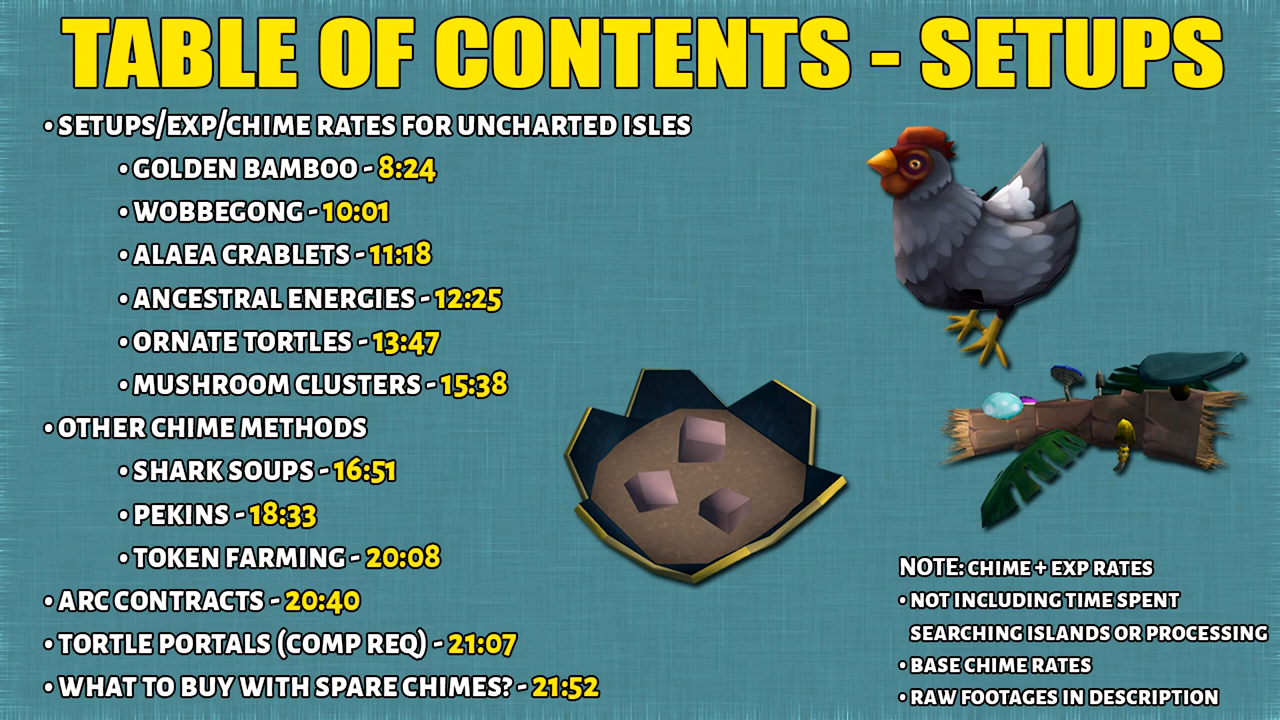 TABLE OF CONTENTS - SETUPS
• SETUPS/EXP/CHIME RATES FOR UNCHARTED ISLES
• GOLDEN BAMBOO - 8:24
• WOBBEGONG - 10:01
• ALAEA CRABLETS - 11:18
• ANCESTRAL ENERGIES - 12:25
• ORNATE TORTLES - 13:47
• MUSHROOM CLUSTERS - 15:38
• OTHER CHIME METHODS
• SHARK SOUPS - 16:51
• PEKINS - 18:33
• TOKEN FARMING - 20:08
• ARC CONTRACTS - 20:40
• TORTLE PORTALS (COMP REQ) - 21:07
• WHAT TO BUY WITH SPARE CHIMES? - 21:52
NOTE: CHIME + EXP RATES
• NOT INCLUDING TIME SPENT
SEARCHING ISLANDS OR PROCESSING
• BASE CHIME RATES
• RAW FOOTAGES IN DESCRIPTION